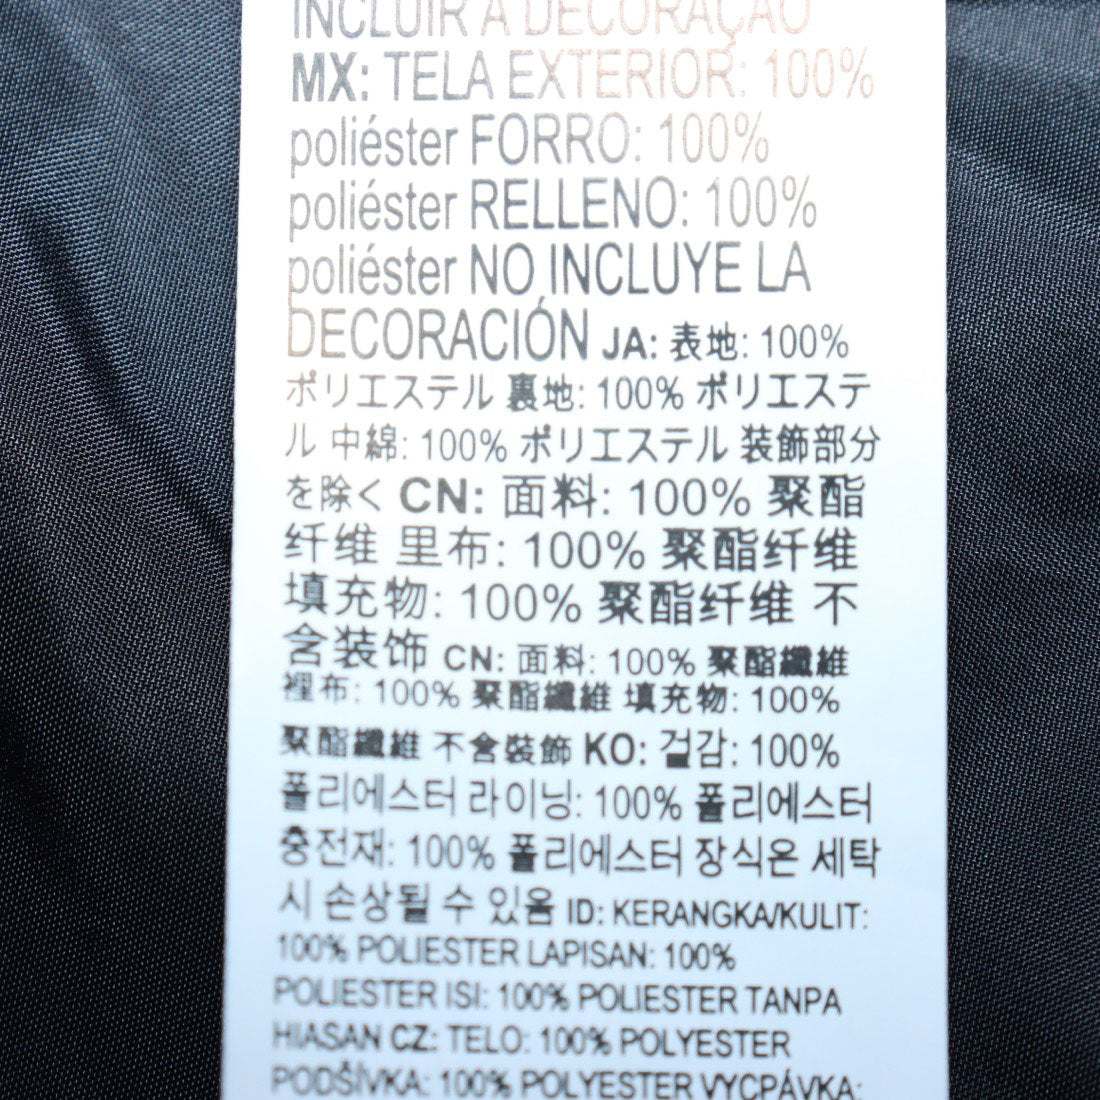 INCLUIR A DECORAÇÃO
MX: TELA EXTERIOR: 100%
poliéster FORRO: 100%
poliéster RELLENO: 100%
poliéster NO INCLUYE LA
DECORACIÓN JA: 表地: 100%
ポリエステル 裏地: 100% ポリエステ
ル 中綿: 100% ポリエステル 装飾部分
を除く CN: 面料: 100% 聚酯
纤维 里布: 100% 聚酯纤维
填充物: 100% 聚酯纤维 不
含装饰 CN: 面料: 100% 聚酯纖維
裡布: 100% 聚酯纖維 填充物: 100%
聚酯纖維 不含裝飾 KO: 겉감: 100%
폴리에스터 라이닝: 100% 폴리에스터
충전재: 100% 폴리에스터 장식은 세탁
시 손상될 수 있음 ID: KERANGKA/KULIT:
100% POLIESTER LAPISAN: 100%
POLIESTER ISI: 100% POLIESTER TANPA
HIASAN CZ: TELO: 100% POLYESTER
PODŠÍVKA: 100% POLYESTER VYCPÁVKA: